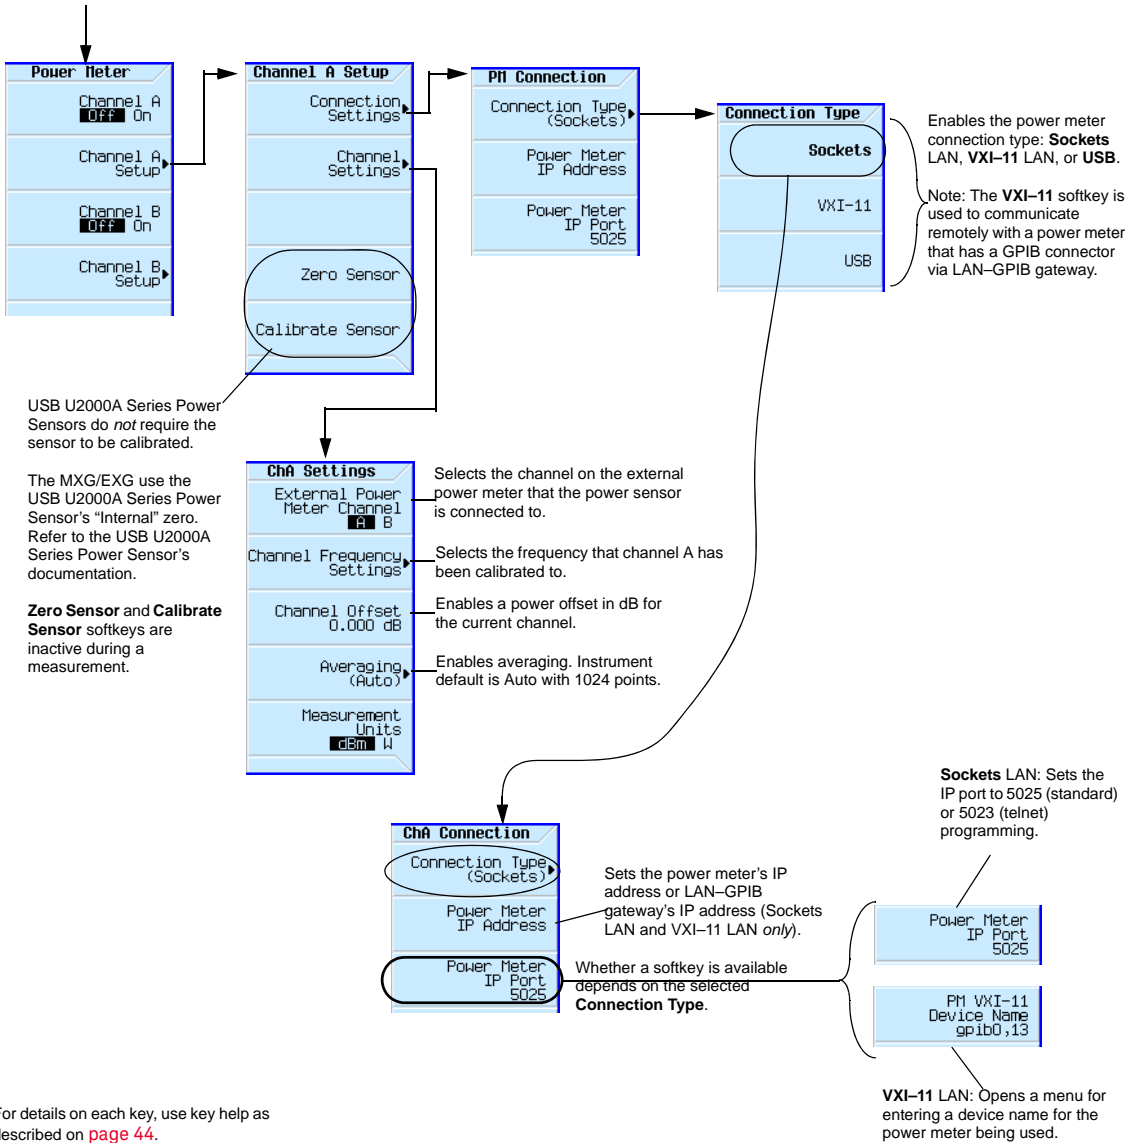 Power Meter
Channel A
Off On
Channel A
Setup
Channel B
Off On
Channel B
Setup
Channel A Setup
Connection
Settings
Channel
Settings
Zero Sensor
Calibrate Sensor
PM Connection
Connection Type
(Sockets)
Power Meter
IP Address
Power Meter
IP Port
5025
Connection Type
Sockets
VXI-11
USB
Enables the power meter
connection type: Sockets
LAN, VXI–11 LAN, or USB.
Note: The VXI–11 softkey is
used to communicate
remotely with a power meter
that has a GPIB connector
via LAN–GPIB gateway.
USB U2000A Series Power
Sensors do not require the
sensor to be calibrated.
The MXG/EXG use the
USB U2000A Series Power
Sensor's “Internal” zero.
Refer to the USB U2000A
Series Power Sensor's
documentation.
Zero Sensor and Calibrate
Sensor softkeys are
inactive during a
measurement.
ChA Settings
External Power
Meter Channel
A B
Channel Frequency
Settings
Channel Offset
0.000 dB
Averaging
(Auto)
Measurement
Units
dBm W
Selects the channel on the external
power meter that the power sensor
is connected to.
Selects the frequency that channel A has
been calibrated to.
Enables a power offset in dB for
the current channel.
Enables averaging. Instrument
default is Auto with 1024 points.
ChA Connection
Connection Type
(Sockets)
Power Meter
IP Address
Power Meter
IP Port
5025
Sets the power meter's IP
address or LAN–GPIB
gateway's IP address (Sockets
LAN and VXI–11 LAN only).
Whether a softkey is available
depends on the selected
Connection Type.
Sockets LAN: Sets the
IP port to 5025 (standard)
or 5023 (telnet)
programming.
Power Meter
IP Port
5025
PM VXI-11
Device Name
gpib0,13
VXI–11 LAN: Opens a menu for
entering a device name for the
power meter being used.
For details on each key, use key help as
described on page 44.